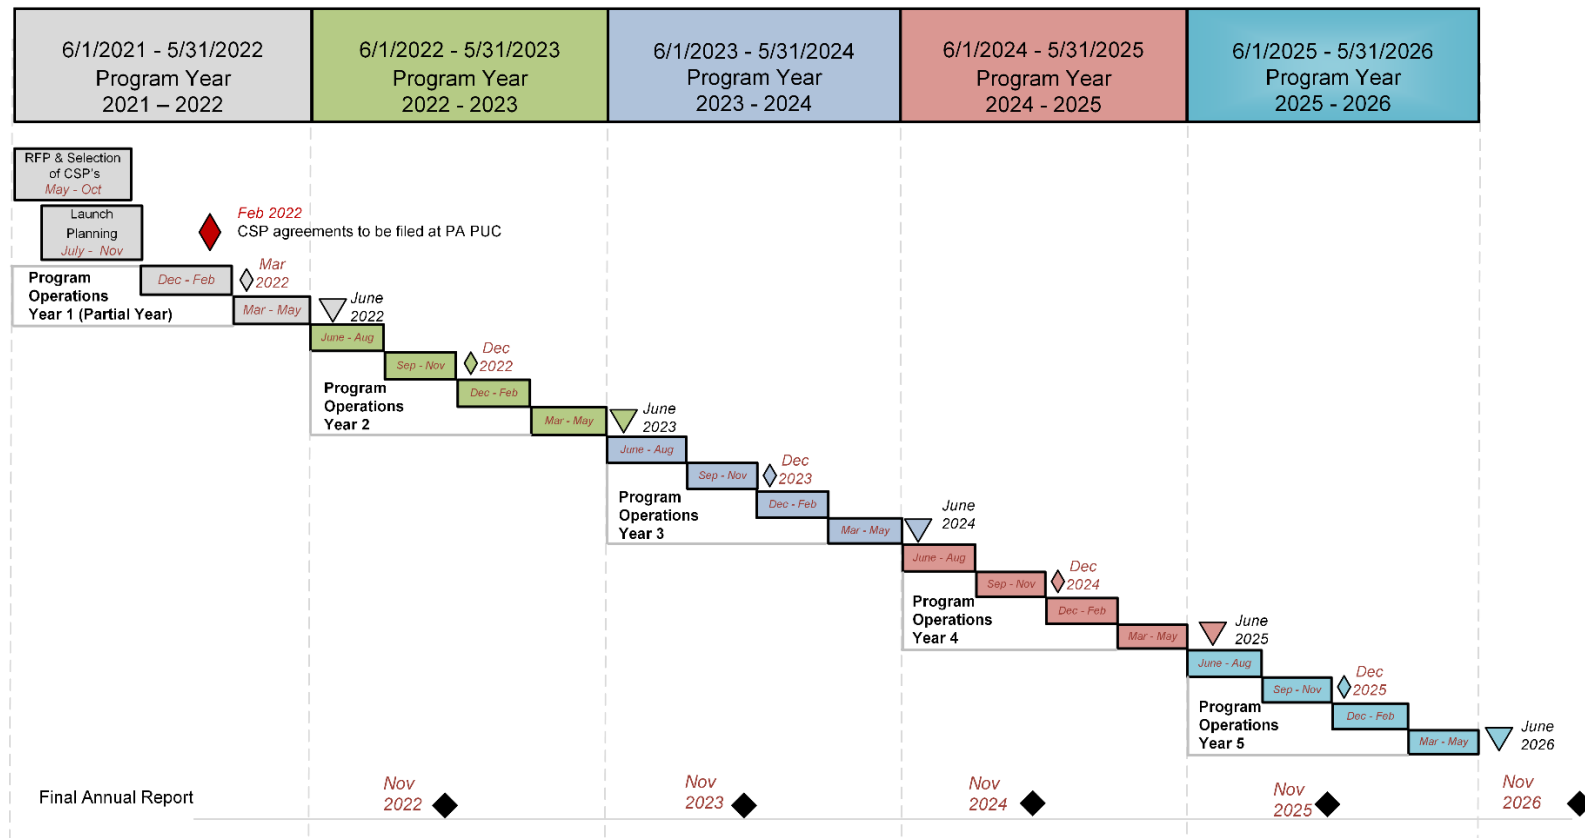 6/1/2021 - 5/31/2022
Program Year
2021 – 2022
6/1/2022 - 5/31/2023
Program Year
2022 - 2023
6/1/2023 - 5/31/2024
Program Year
2023 - 2024
6/1/2024 - 5/31/2025
Program Year
2024 - 2025
6/1/2025 - 5/31/2026
Program Year
2025 - 2026
RFP & Selection
of CSP's
May - Oct
Launch
Planning
July - Nov
Feb 2022
CSP agreements to be filed at PA PUC
Program
Operations
Year 1 (Partial Year)
Dec - Feb
Mar
2022
Mar - May
June
2022
June - Aug
Sep - Nov
Dec
2022
Program
Operations
Year 2
Dec - Feb
Mar - May
June
2023
June - Aug
Sep - Nov
Dec
2023
Program
Operations
Year 3
Dec - Feb
Mar - May
June
2024
June - Aug
Sep - Nov
Dec
2024
Program
Operations
Year 4
Dec - Feb
Mar - May
June
2025
June - Aug
Sep - Nov
Dec
2025
Program
Operations
Year 5
Dec - Feb
Mar - May
June
2026
Final Annual Report
Nov
2022
Nov
2023
Nov
2024
Nov
2025
Nov
2026